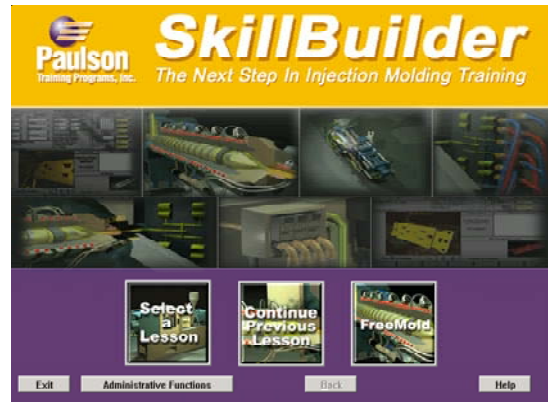 SkillBuilder
Paulson
Training Programs, Inc.
The Next Step In Injection Molding Training
Select
a
Lesson
Continue
Previous
Lesson
FreeMold
Exit
Administrative Functions
Back
Help